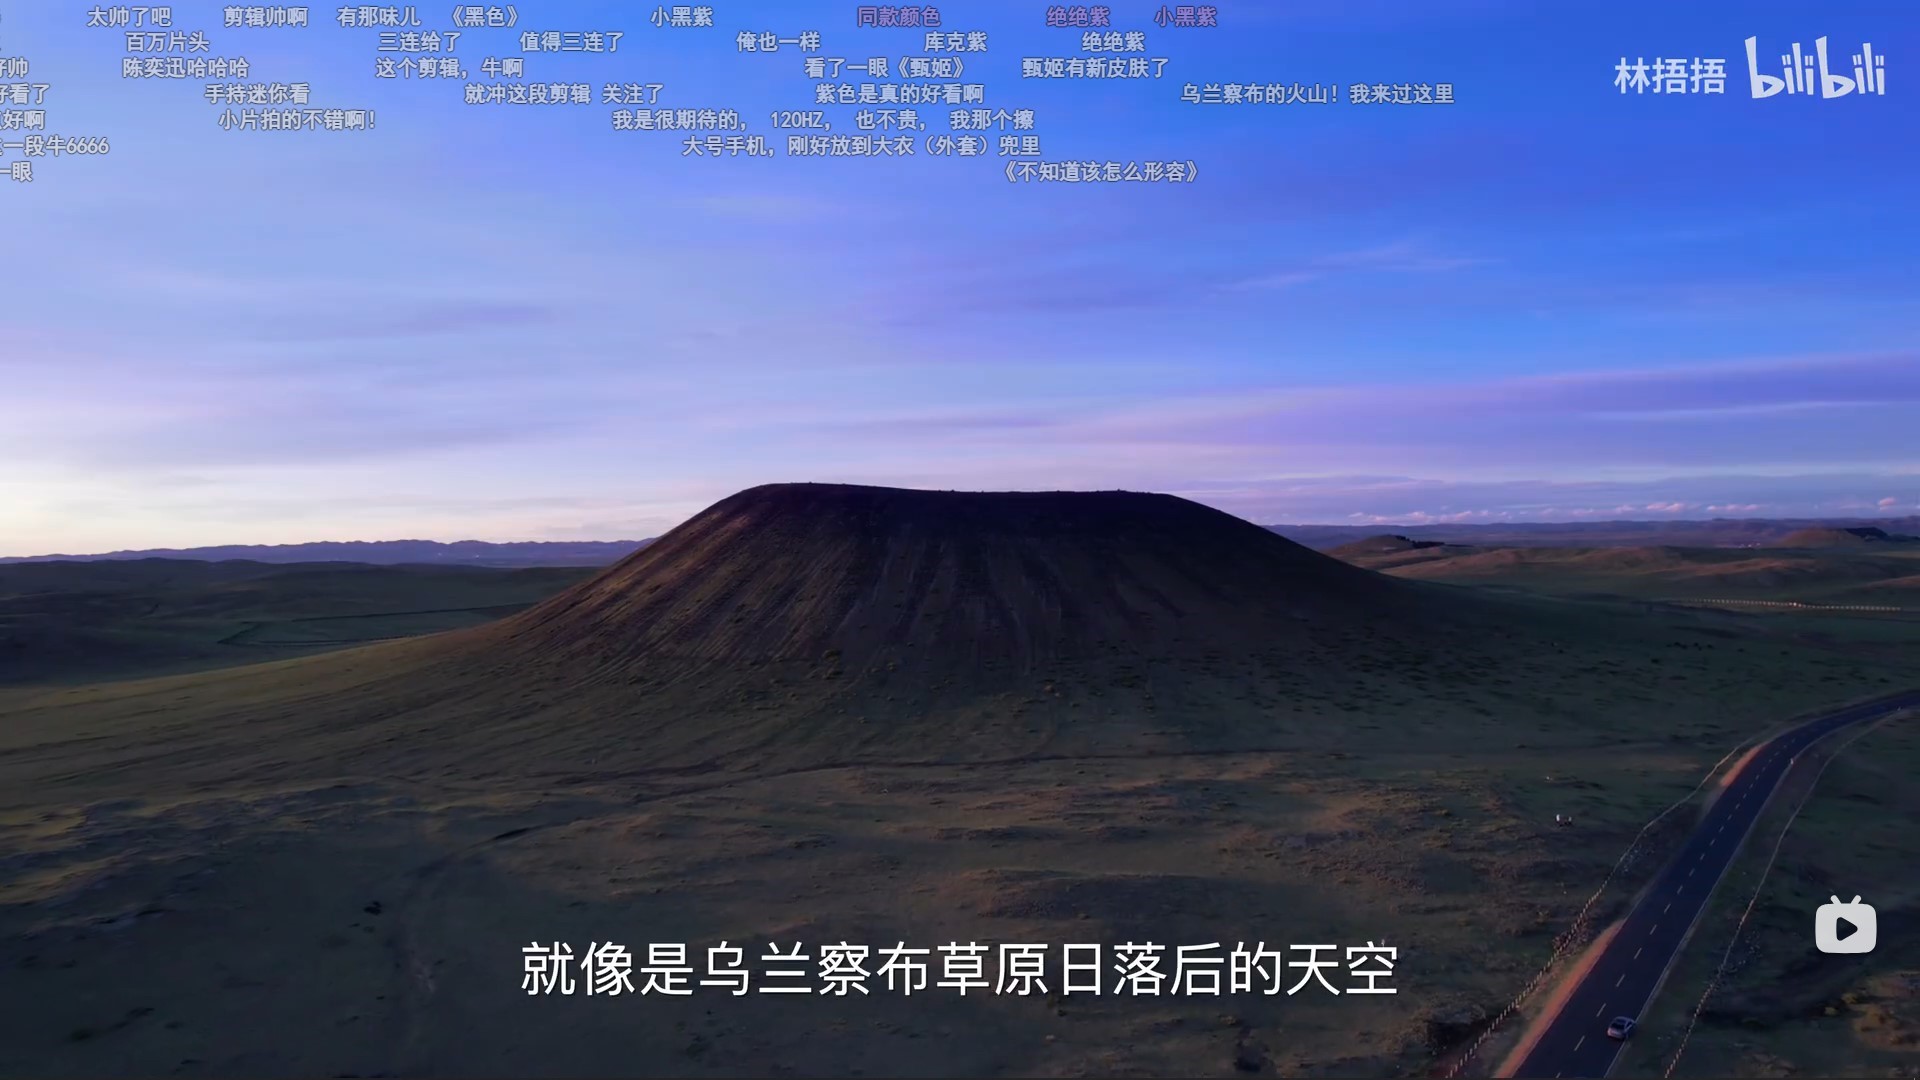 太帅了吧 剪辑帅啊 有那味儿 《黑色》 小黑紫 同款颜色 绝绝紫 小黑紫
百万片头 三连给了 值得三连了 俺也一样 库克紫 绝绝紫
好帅 陈奕迅哈哈哈 这个剪辑，牛啊 看了一眼《甄姬》 甄姬有新皮肤了
林捂捂 bilibili
好看了 手持迷你看 就冲这段剪辑 关注了 紫色是真的好看啊 乌兰察布的火山！我来过这里
好啊 小片拍的不错啊！ 我是很期待的， 120HZ， 也不贵， 我那个擦
一段牛6666 大号手机，刚好放到大衣（外套）兜里
一眼 《不知道该怎么形容》
就像是乌兰察布草原日落后的天空